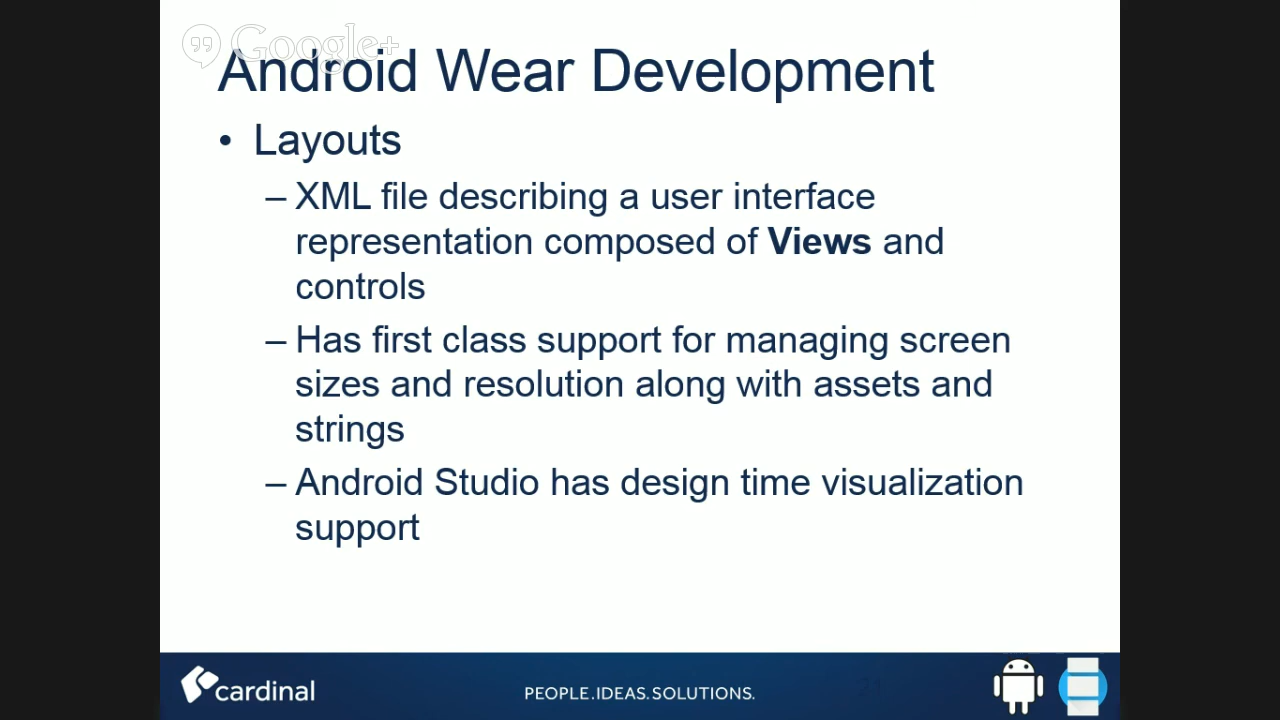 Google+
Android Wear Development
• Layouts
– XML file describing a user interface
representation composed of Views and
controls
– Has first class support for managing screen
sizes and resolution along with assets and
strings
– Android Studio has design time visualization
support
cardinal
PEOPLE.IDEAS.SOLUTIONS.